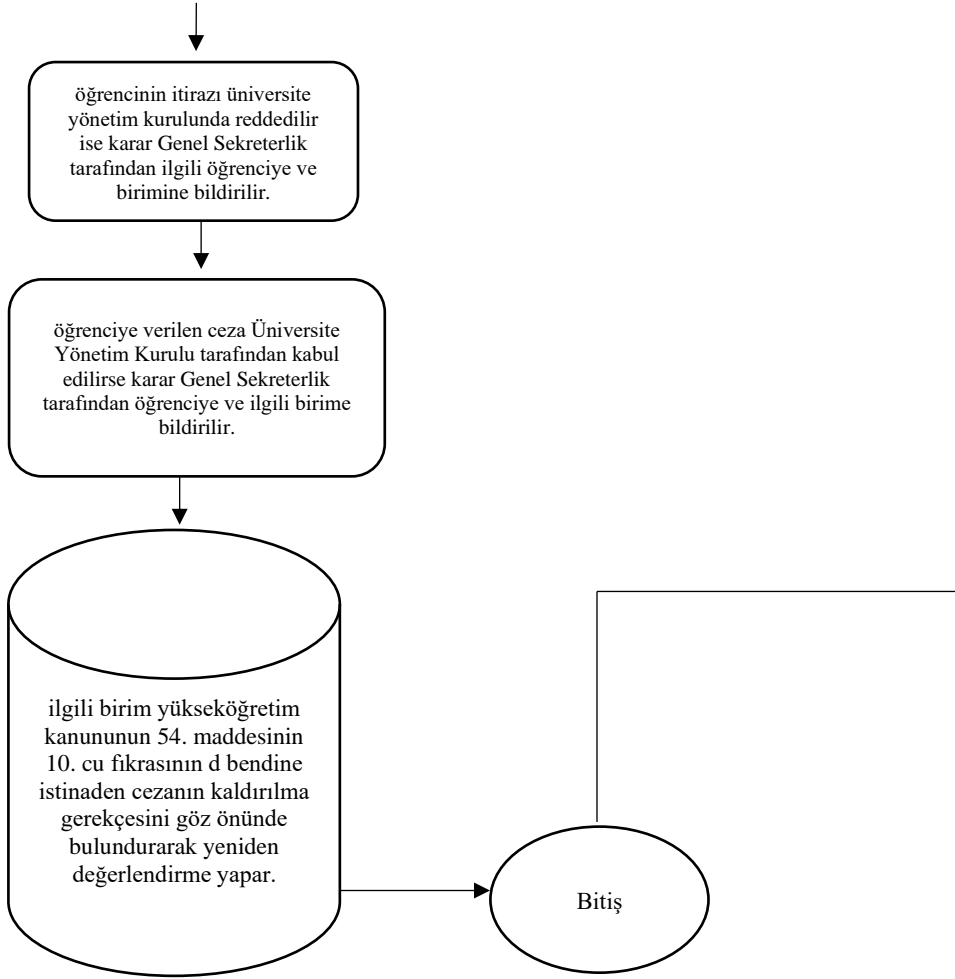 öğrencinin itirazı üniversite
yönetim kurulunda reddedilir
ise karar Genel Sekreterlik
tarafından ilgili öğrenciye ve
birimine bildirilir.
öğrenciye verilen ceza Üniversite
Yönetim Kurulu tarafından kabul
edilirse karar Genel Sekreterlik
tarafından öğrenciye ve ilgili birime
bildirilir.
ilgili birim yükseköğretim
kanununun 54. maddesinin
10. cu fıkrasının d bendine
istinaden cezanın kaldırılma
gerekçesini göz önünde
bulundurarak yeniden
değerlendirme yapar.
Bitiş